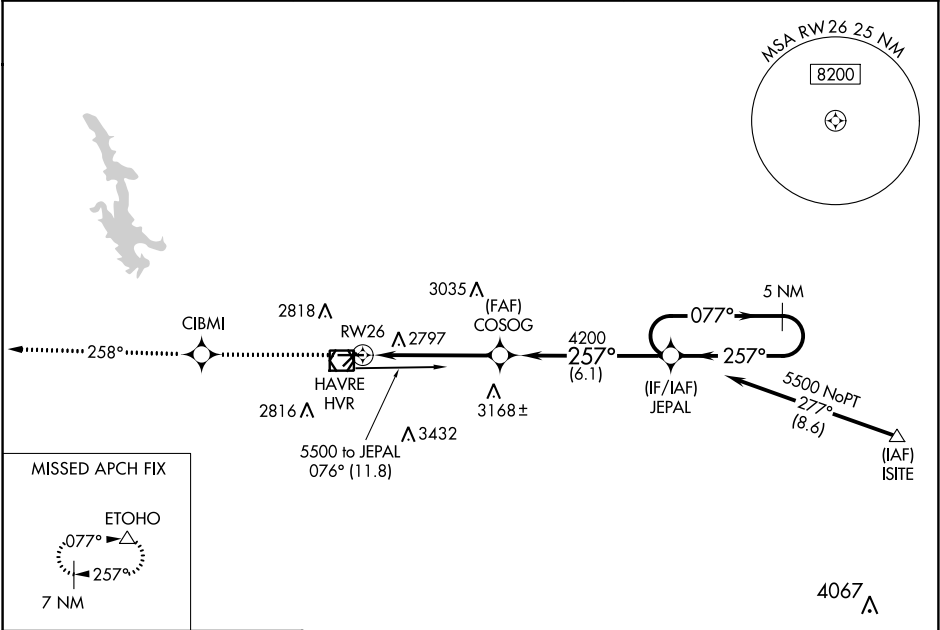 MSA RW26 25 NM
8200
5 NM
3035
(FAF)
COSOG
2818
RW26
2797
CIBMI
077°
4200
257°
(6.1)
257°
258°
HAVRE
HVR
(IF/IAF)
JEPAL
5500 NoPT
277°
(8.6)
2816
3168±
3432
5500 to JEPAL
076° (11.8)
(IAF)
ISITE
MISSED APCH FIX
ETOHO
077°
257°
7 NM
4067